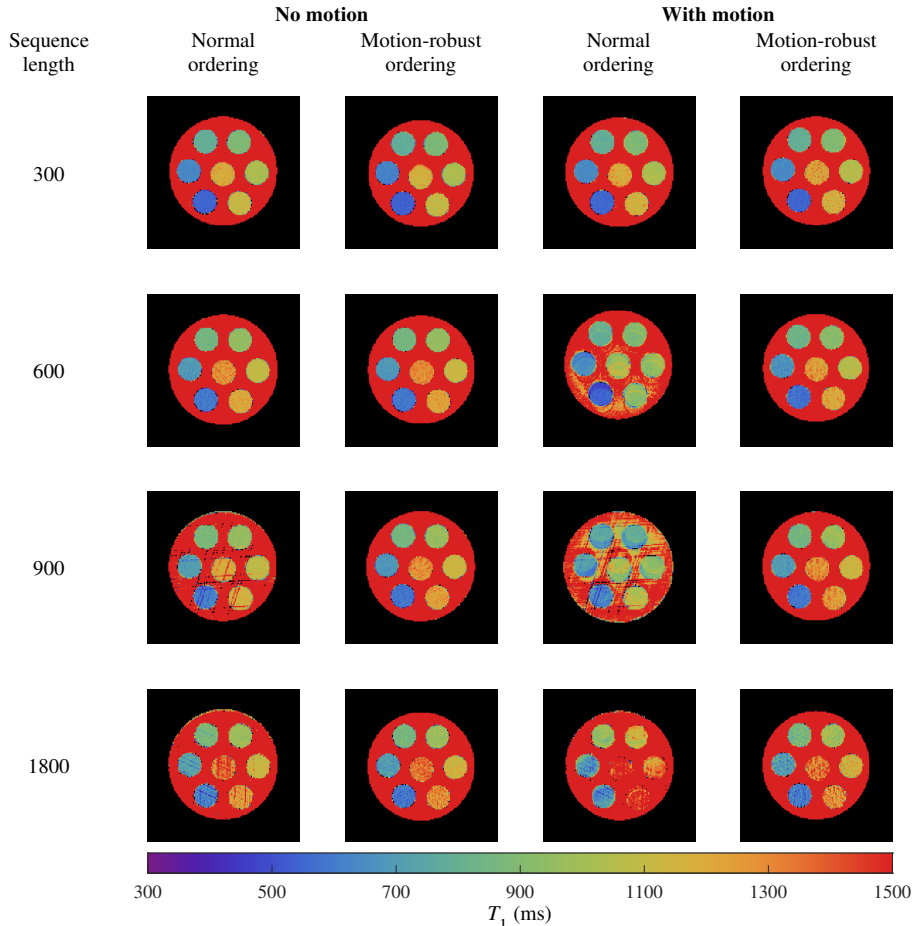 No motion
With motion
Sequence length
Normal ordering
Motion-robust ordering
Normal ordering
Motion-robust ordering
300
600
900
1800
300 500 700 900 1100 1300 1500
T1 (ms)